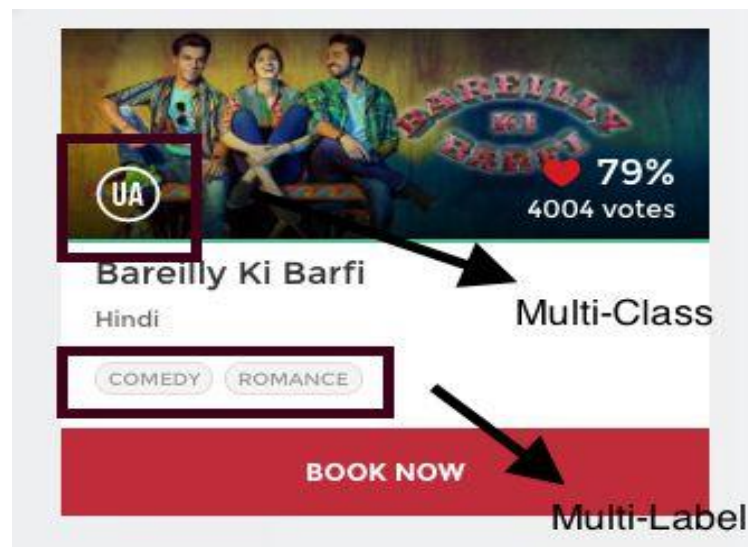 BAREILLY
KI
BARFI
UA
79%
4004 votes
Bareilly Ki Barfi
Hindi
Multi-Class
COMEDY ROMANCE
BOOK NOW
Multi-Label